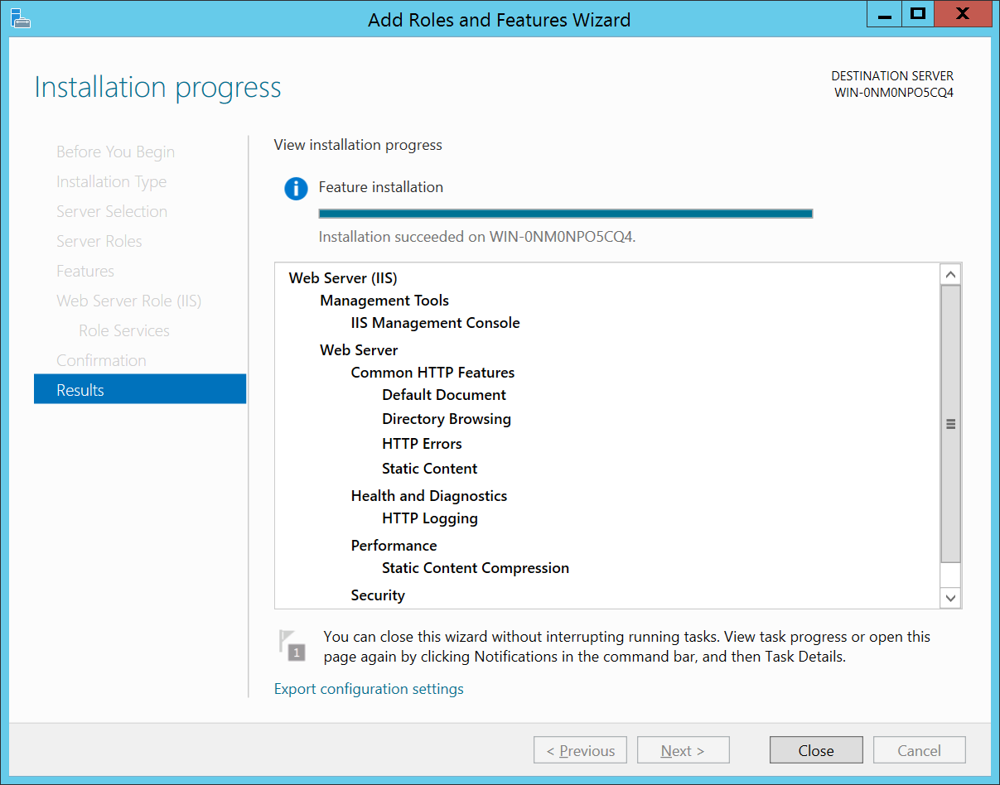 Add Roles and Features Wizard
Installation progress
DESTINATION SERVER
WIN-0NM0NPO5CQ4
Before You Begin
Installation Type
Server Selection
Server Roles
Features
Web Server Role (IIS)
Role Services
Confirmation
Results
View installation progress
Feature installation
Installation succeeded on WIN-0NM0NPO5CQ4.
Web Server (IIS)
Management Tools
IIS Management Console
Web Server
Common HTTP Features
Default Document
Directory Browsing
HTTP Errors
Static Content
Health and Diagnostics
HTTP Logging
Performance
Static Content Compression
Security
1
You can close this wizard without interrupting running tasks. View task progress or open this
page again by clicking Notifications in the command bar, and then Task Details.
Export configuration settings
< Previous
Next >
Close
Cancel